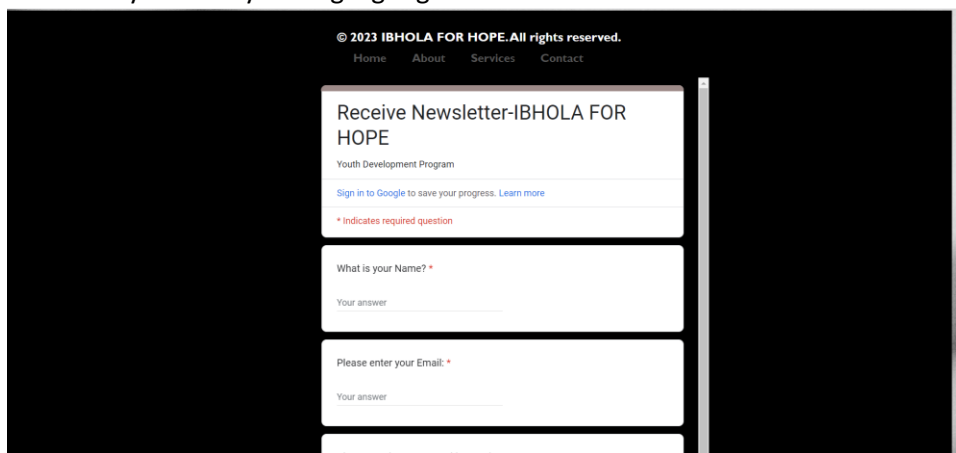 © 2023 IBHOLA FOR HOPE.All rights reserved.
Home About Services Contact
Receive Newsletter-IBHOLA FOR
HOPE
Youth Development Program
Sign in to Google to save your progress. Learn more
* Indicates required question
What is your Name? *
Your answer
Please enter your Email: *
Your answer